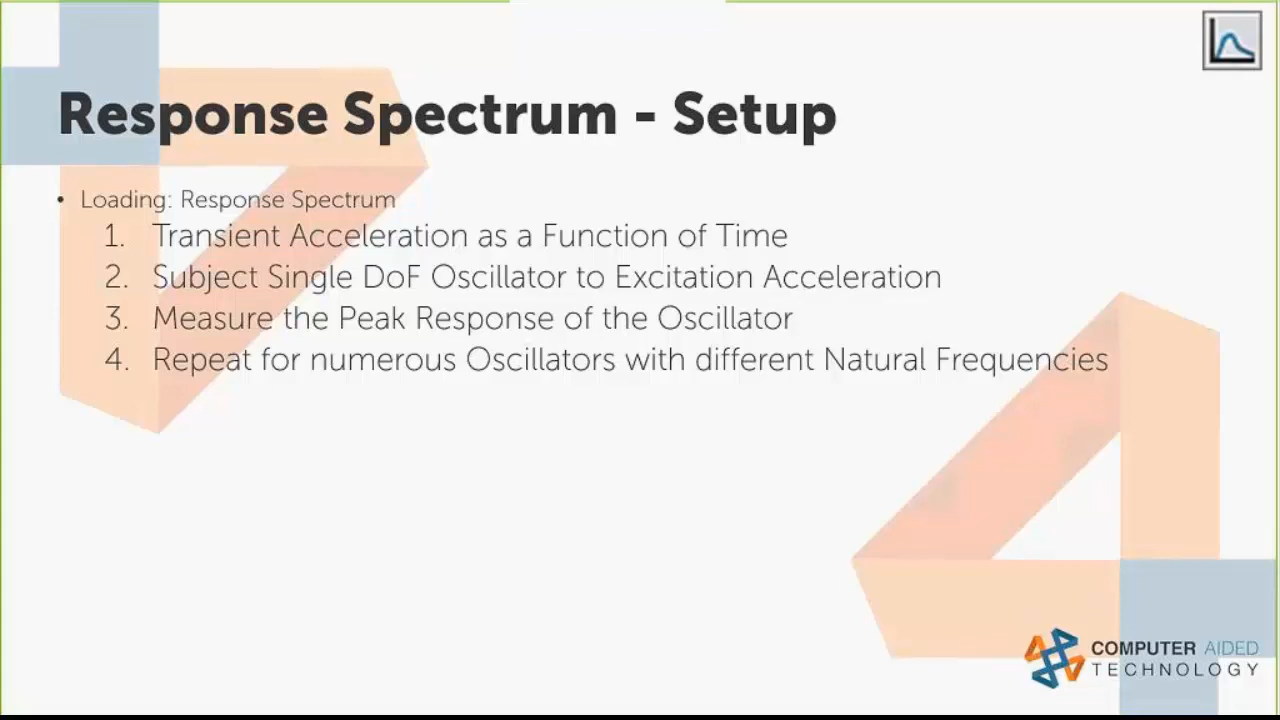 Response Spectrum - Setup
• Loading: Response Spectrum
1. Transient Acceleration as a Function of Time
2. Subject Single DoF Oscillator to Excitation Acceleration
3. Measure the Peak Response of the Oscillator
4. Repeat for numerous Oscillators with different Natural Frequencies
COMPUTER AIDED
TECHNOLOGY